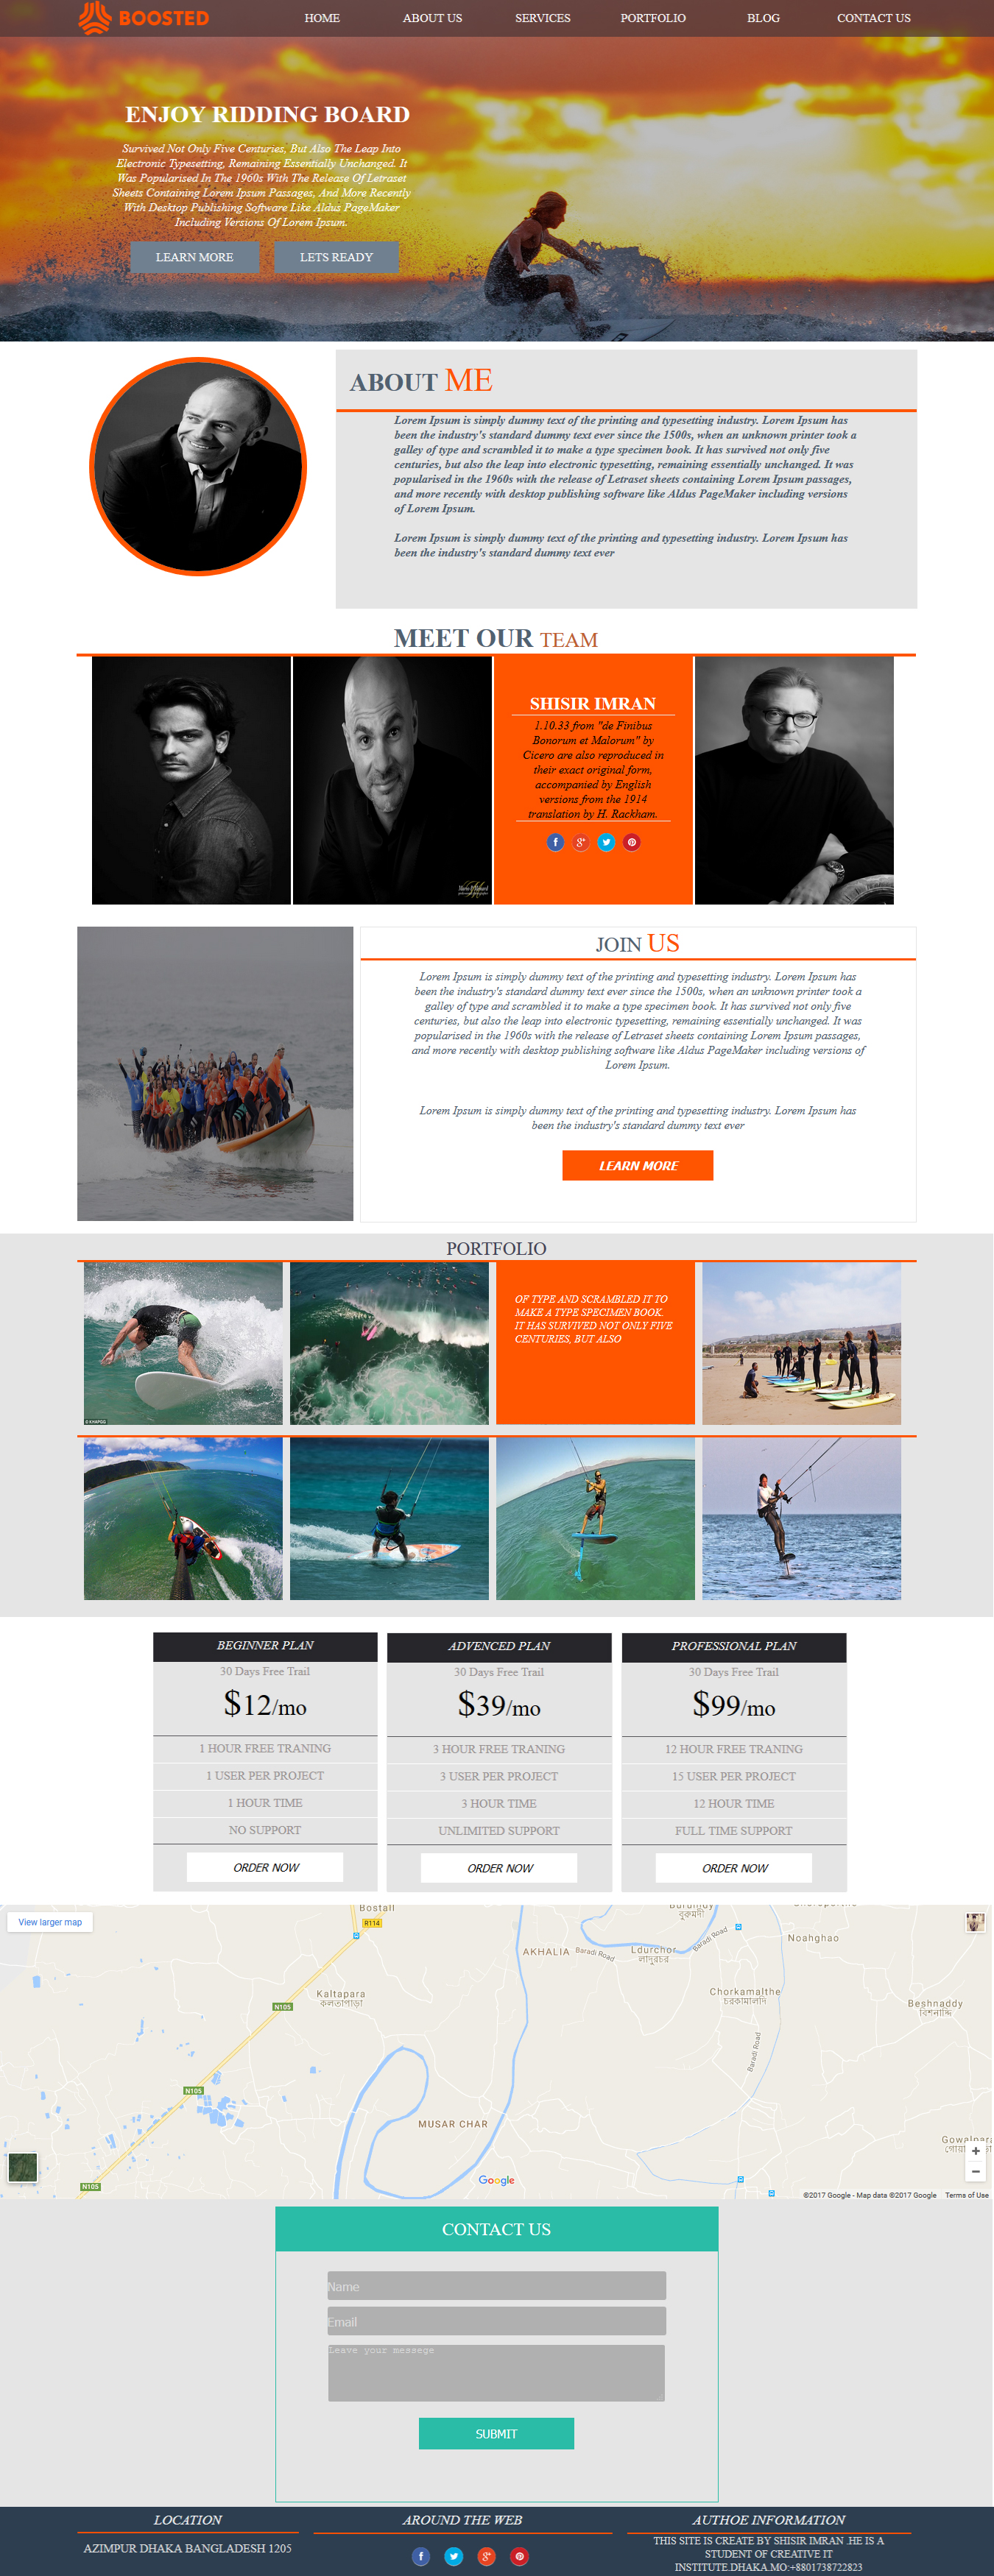 BOOSTED
HOME ABOUT US SERVICES PORTFOLIO BLOG CONTACT US
ENJOY RIDDING BOARD
Survived Not Only Five Centuries, But Also The Leap Into
Electronic Typesetting, Remaining Essentially Unchanged. It
Was Popularised In The 1960s With The Release Of Letraset
Sheets Containing Lorem Ipsum Passages, And More Recently
With Desktop Publishing Software Like Aldus PageMaker
Including Versions Of Lorem Ipsum.
LEARN MORE LETS READY
ABOUT ME
Lorem Ipsum is simply dummy text of the printing and typesetting industry. Lorem Ipsum has
been the industry's standard dummy text ever since the 1500s, when an unknown printer took a
galley of type and scrambled it to make a type specimen book. It has survived not only five
centuries, but also the leap into electronic typesetting, remaining essentially unchanged. It was
popularised in the 1960s with the release of Letraset sheets containing Lorem Ipsum passages,
and more recently with desktop publishing software like Aldus PageMaker including versions
of Lorem Ipsum.
Lorem Ipsum is simply dummy text of the printing and typesetting industry. Lorem Ipsum has
been the industry's standard dummy text ever
MEET OUR TEAM
SHISIR IMRAN
1.10.33 from "de Finibus
Bonorum et Malorum" by
Cicero are also reproduced in
their exact original form,
accompanied by English
versions from the 1914
translation by H. Rackham.
JOIN US
Lorem Ipsum is simply dummy text of the printing and typesetting industry. Lorem Ipsum has
been the industry's standard dummy text ever since the 1500s, when an unknown printer took a
galley of type and scrambled it to make a type specimen book. It has survived not only five
centuries, but also the leap into electronic typesetting, remaining essentially unchanged. It was
popularised in the 1960s with the release of Letraset sheets containing Lorem Ipsum passages,
and more recently with desktop publishing software like Aldus PageMaker including versions of
Lorem Ipsum.
Lorem Ipsum is simply dummy text of the printing and typesetting industry. Lorem Ipsum has
been the industry's standard dummy text ever
LEARN MORE
PORTFOLIO
OF TYPE AND SCRAMBLED IT TO
MAKE A TYPE SPECIMEN BOOK.
IT HAS SURVIVED NOT ONLY FIVE
CENTURIES, BUT ALSO
BEGINNER PLAN
30 Days Free Trail
$12/mo
1 HOUR FREE TRANING
1 USER PER PROJECT
1 HOUR TIME
NO SUPPORT
ORDER NOW
ADVENCED PLAN
30 Days Free Trail
$39/mo
3 HOUR FREE TRANING
3 USER PER PROJECT
3 HOUR TIME
UNLIMITED SUPPORT
ORDER NOW
PROFESSIONAL PLAN
30 Days Free Trail
$99/mo
12 HOUR FREE TRANING
15 USER PER PROJECT
12 HOUR TIME
FULL TIME SUPPORT
ORDER NOW
View larger map
Bostall
R114
AKHALIA
Baradi Road
Ldurchor
লাদুরচর
Baradi Road
Noahghao
Kaltapara
কলতাপাড়া
N105
Chorkamalthe
চরকামালদি
Beshnaddy
Baradi Road
N105
MUSAR CHAR
N105
Google
©2017 Google - Map data ©2017 Google Terms of Use
CONTACT US
Name
Email
Leave your messege
SUBMIT
LOCATION
AZIMPUR DHAKA BANGLADESH 1205
AROUND THE WEB
AUTHOE INFORMATION
THIS SITE IS CREATE BY SHISIR IMRAN .HE IS A
STUDENT OF CREATIVE IT
INSTITUTE.DHAKA.MO:+8801738722823